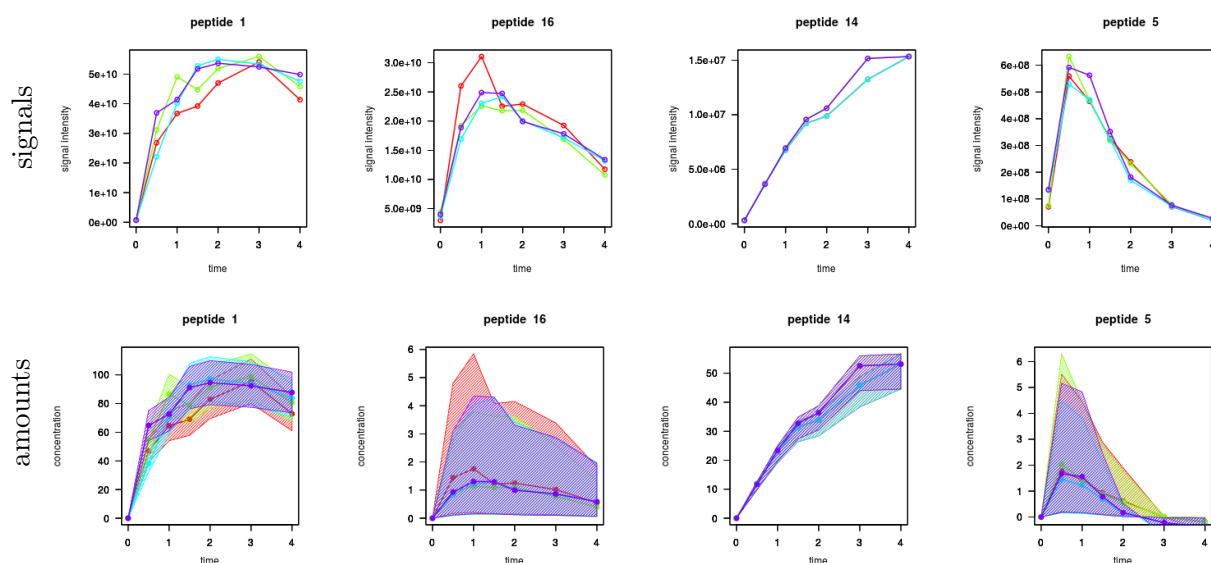 peptide 1
peptide 16
peptide 14
peptide 5
signals
signal intensity
5e+10
4e+10
3e+10
2e+10
1e+10
0e+00
0 1 2 3 4
time
signal intensity
3.0e+10
2.5e+10
2.0e+10
1.5e+10
1.0e+10
5.0e+09
0 1 2 3 4
time
signal intensity
1.5e+07
1.0e+07
5.0e+06
0.0e+00
0 1 2 3 4
time
signal intensity
6e+08
5e+08
4e+08
3e+08
2e+08
1e+08
0e+00
0 1 2 3 4
time
peptide 1
peptide 16
peptide 14
peptide 5
amounts
concentration
100
80
60
40
20
0
0 1 2 3 4
time
concentration
6
5
4
3
2
1
0
0 1 2 3 4
time
concentration
50
40
30
20
10
0
0 1 2 3 4
time
concentration
6
5
4
3
2
1
0
0 1 2 3 4
time